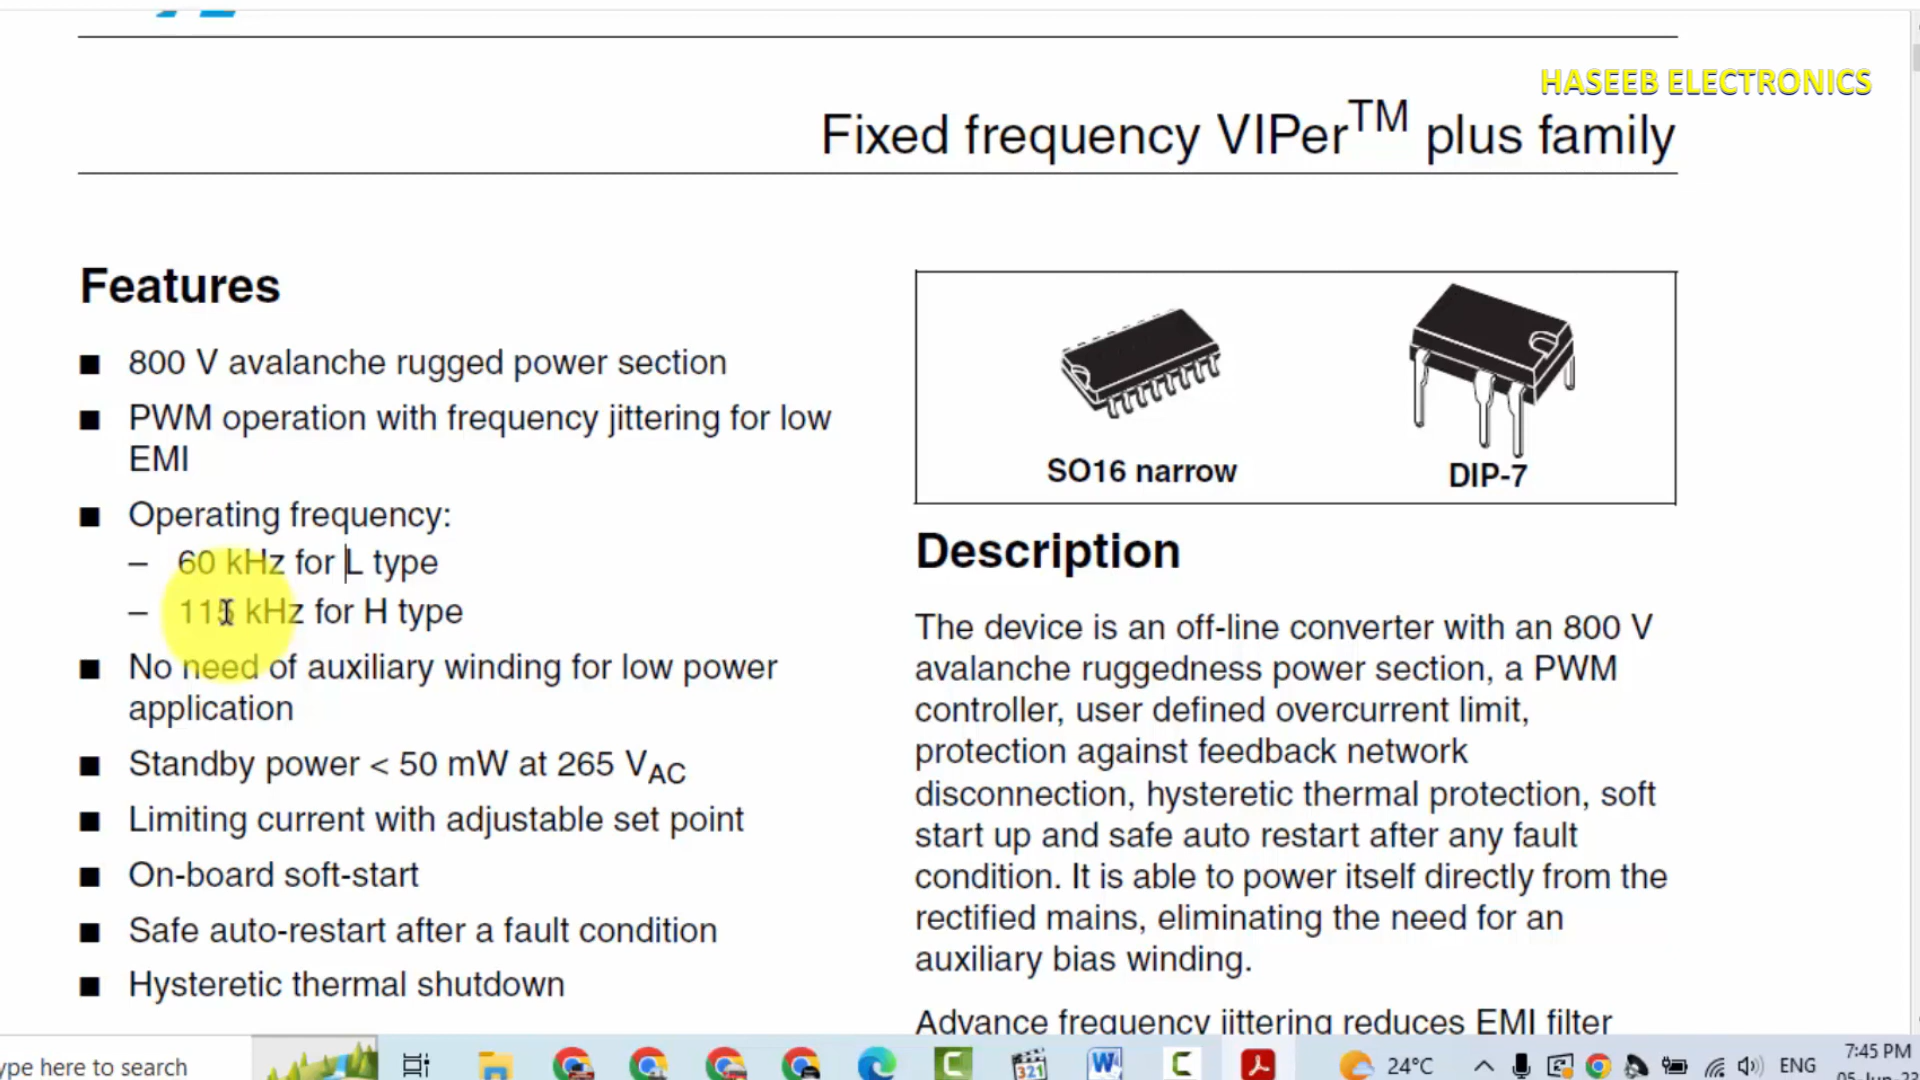 HASEEB ELECTRONICS
Fixed frequency VIPer™ plus family
Features
■ 800 V avalanche rugged power section
■ PWM operation with frequency jittering for low
EMI
■ Operating frequency:
– 60 kHz for L type
– 115 kHz for H type
■ No need of auxiliary winding for low power
application
■ Standby power < 50 mW at 265 VAC
■ Limiting current with adjustable set point
■ On-board soft-start
■ Safe auto-restart after a fault condition
■ Hysteretic thermal shutdown
SO16 narrow
DIP-7
Description
The device is an off-line converter with an 800 V
avalanche ruggedness power section, a PWM
controller, user defined overcurrent limit,
protection against feedback network
disconnection, hysteretic thermal protection, soft
start up and safe auto restart after any fault
condition. It is able to power itself directly from the
rectified mains, eliminating the need for an
auxiliary bias winding.
Advance frequency jittering reduces EMI filter
ype here to search
321
24°C
ENG
7:45 PM